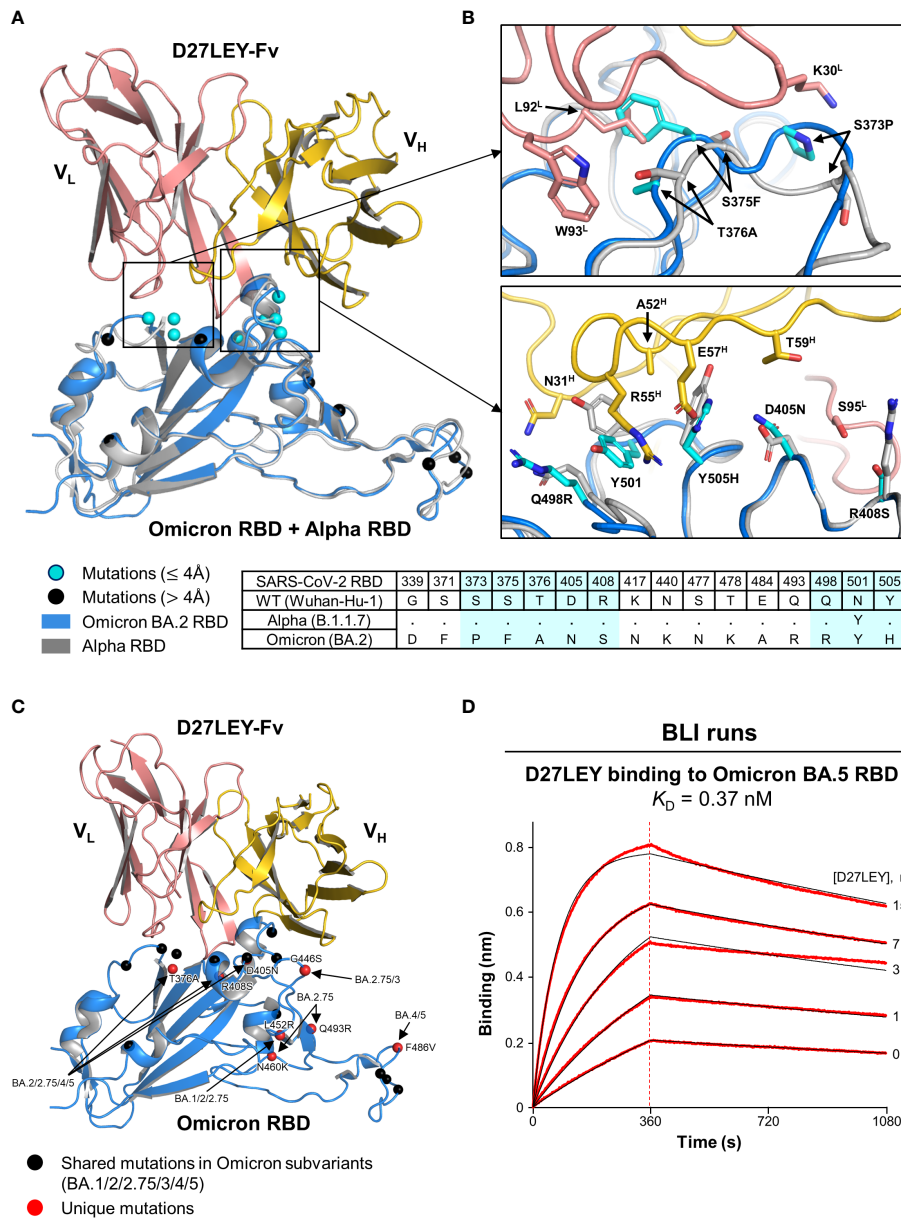 A
D27LEY-Fv
VL
VH
Omicron RBD + Alpha RBD
Mutations (≤ 4Å)
Mutations (> 4Å)
Omicron BA.2 RBD
Alpha RBD
B
K30L
L92L
S373P
S375F
W93L
T376A
A52H
E57H
T59H
N31H
R55H
S95L
D405N
Q498R
Y501
Y505H
R408S
SARS-CoV-2 RBD 339 371 373 375 376 405 408 417 440 477 478 484 493 498 501 505
WT (Wuhan-Hu-1) G S S S T D R K N S T E Q Q N Y
Alpha (B.1.1.7) . . . . . . . . . . . . . . Y .
Omicron (BA.2) D F P F A N S N K N K A R R Y H
C
D27LEY-Fv
VL
VH
G446S
T376A
D405N
R408S
BA.2.75/3
BA.2.75
BA.4/5
L452R
Q493R
F486V
N460K
BA.2/2.75/4/5
BA.1/2/2.75
Omicron RBD
Shared mutations in Omicron subvariants
(BA.1/2/2.75/3/4/5)
Unique mutations
D
BLI runs
D27LEY binding to Omicron BA.5 RBD
KD = 0.37 nM
[D27LEY],
0.8
0.6
0.4
0.2
0
Binding (nm)
7
3
1
0
0 360 720 1080
Time (s)